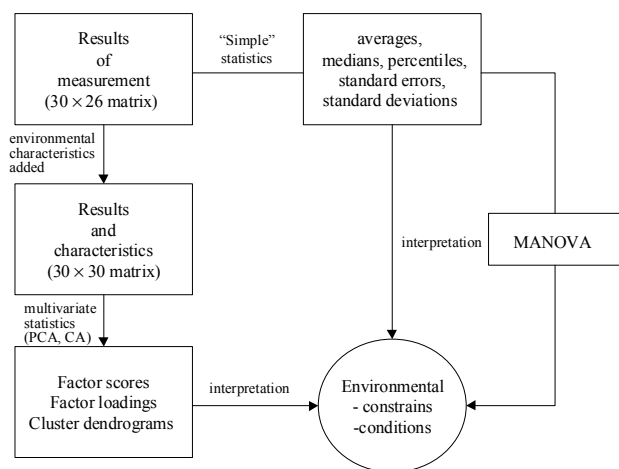 Results
of
measurement
(30 × 26 matrix)
“Simple”
statistics
averages,
medians, percentiles,
standard errors,
standard deviations
environmental
characteristics
added
Results
and
characteristics
(30 × 30 matrix)
interpretation
MANOVA
multivariate
statistics
(PCA, CA)
Factor scores
Factor loadings
Cluster dendrograms
interpretation
Environmental
- constrains
-conditions